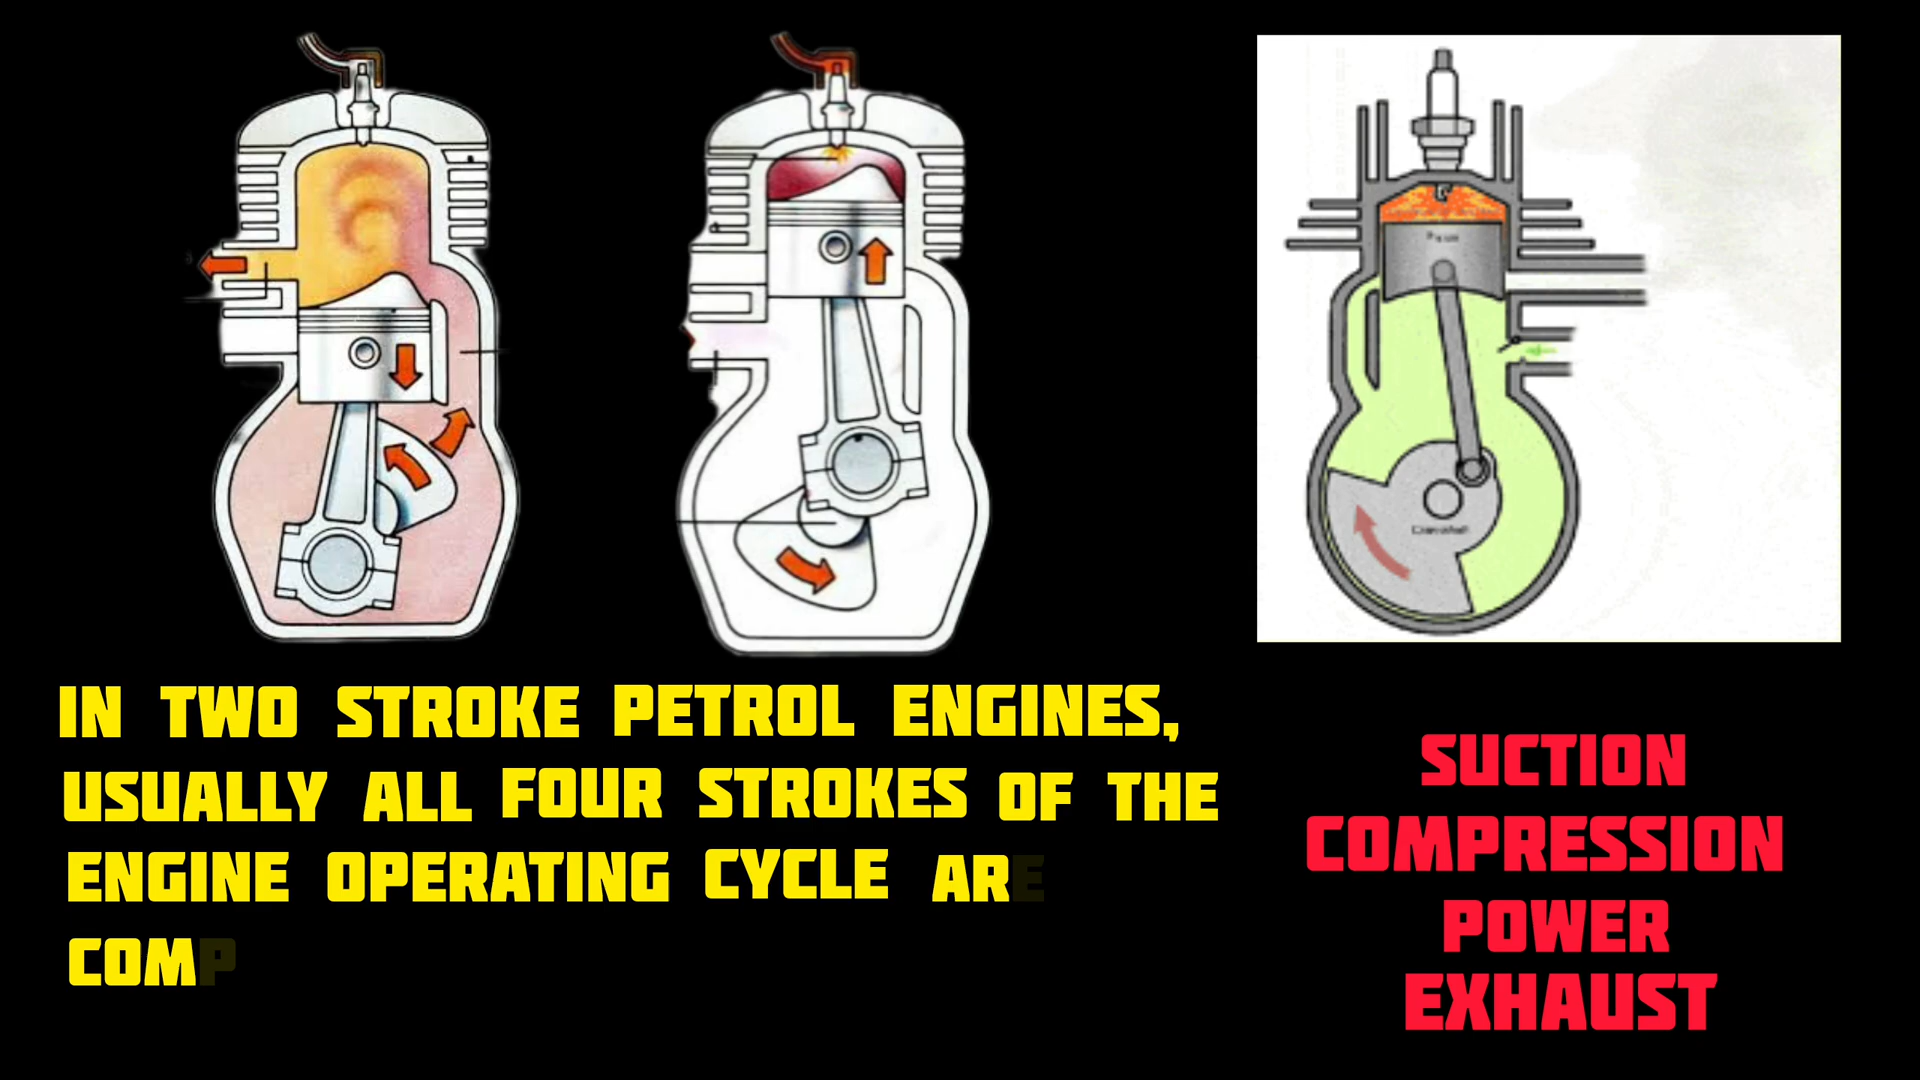 IN TWO STROKE PETROL ENGINES,
USUALLY ALL FOUR STROKES OF THE
ENGINE OPERATING CYCLE ARE
COMP
SUCTION
COMPRESSION
POWER
EXHAUST